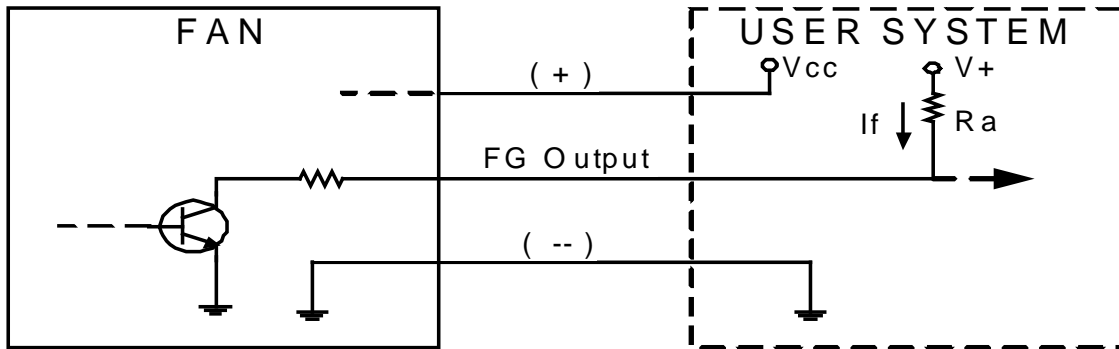 FAN
USER SYSTEM
( + )
Vcc
V+
If
Ra
FG Output
( -- )